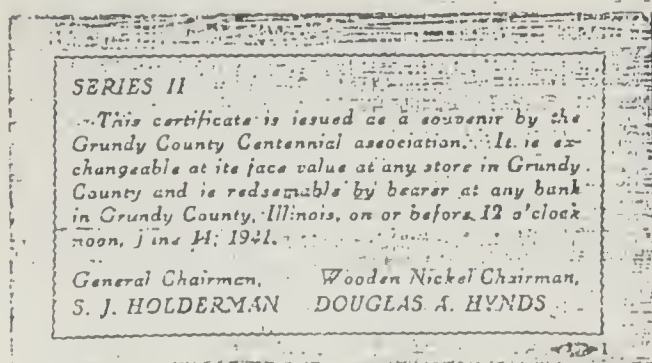 SERIES II
This certificate is issued as a souvenir by the
Grundy County Centennial association. It is ex-
changeable at its face value at any store in Grundy
County and is redeemable by bearer at any bank
in Grundy County, Illinois, on or before 12 o'clock
noon, June 14, 1941.
General Chairman, Wooden Nickel Chairman,
S. J. HOLDERMAN DOUGLAS A. HYNDS